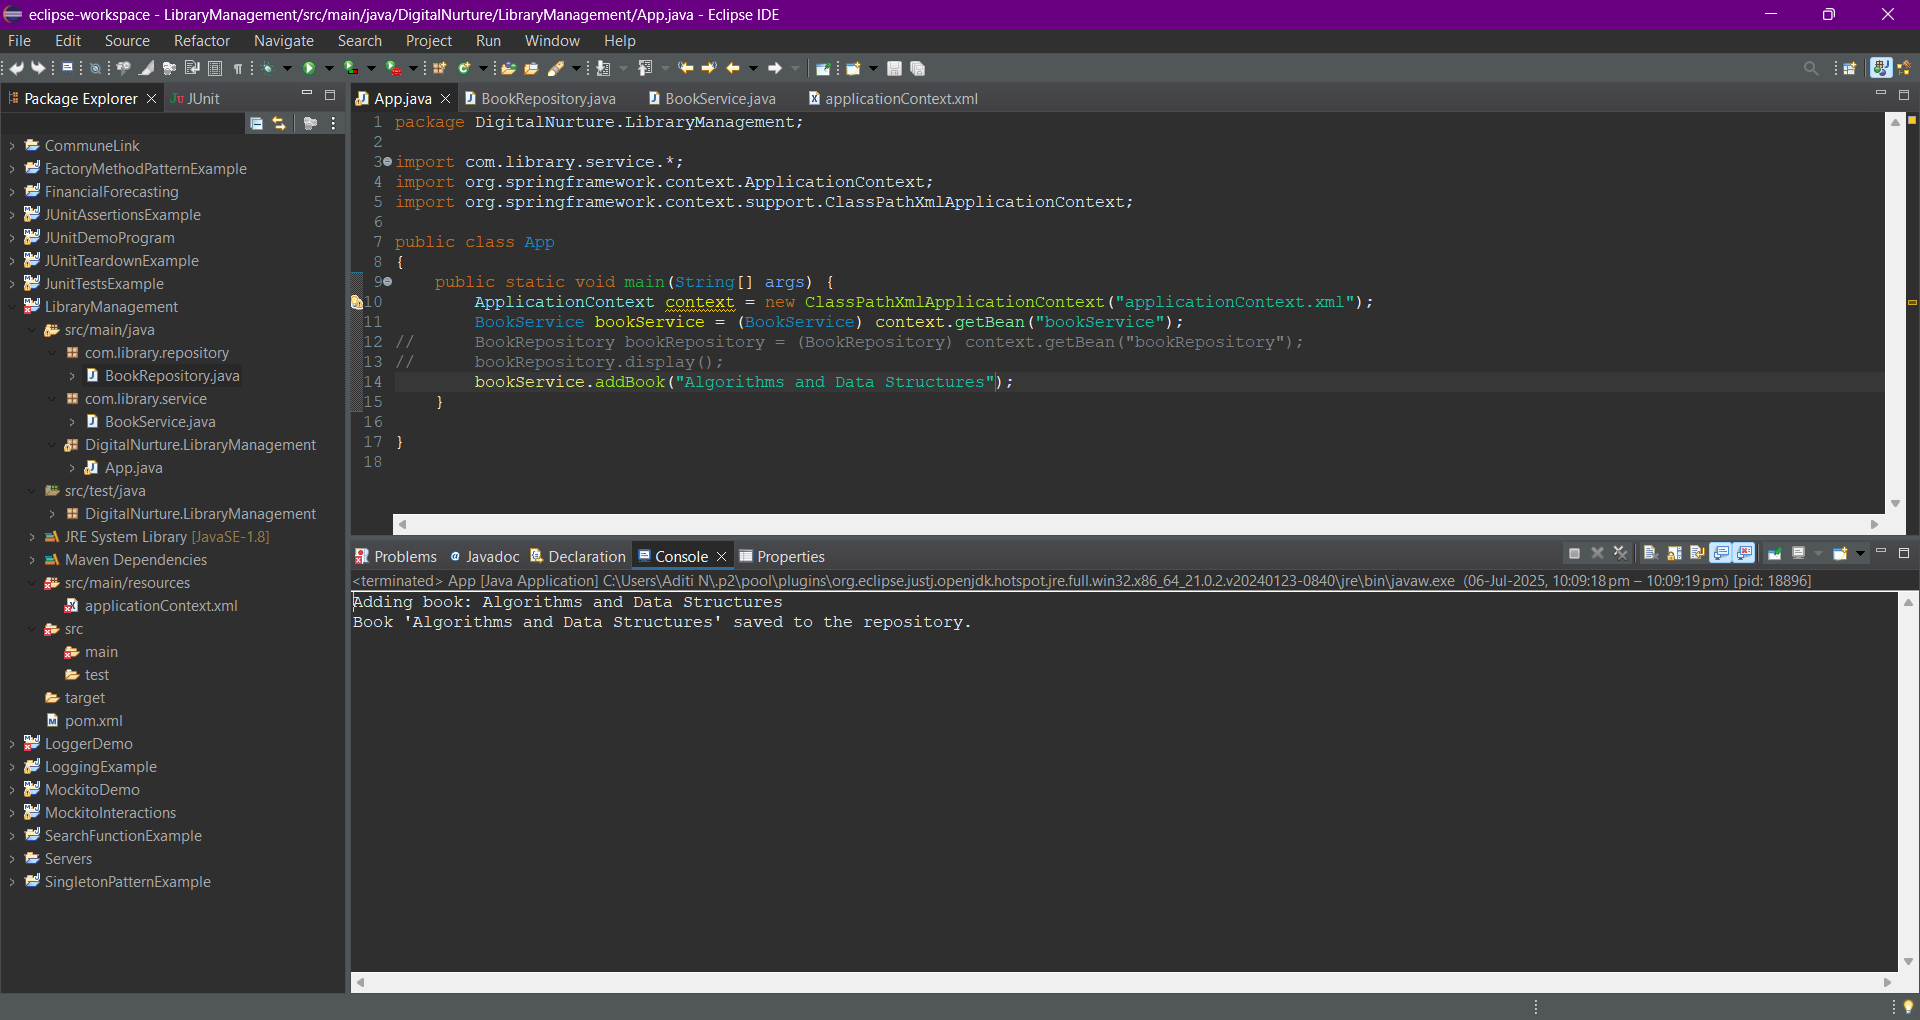 eclipse-workspace - LibraryManagement/src/main/java/DigitalNurture/LibraryManagement/App.java - Eclipse IDE
File Edit Source Refactor Navigate Search Project Run Window Help
Package Explorer
JUnit
CommuneLink
FactoryMethodPatternExample
FinancialForecasting
JUnitAssertionsExample
JUnitDemoProgram
JUnitTeardownExample
JunitTestsExample
LibraryManagement
src/main/java
com.library.repository
BookRepository.java
com.library.service
BookService.java
DigitalNurture.LibraryManagement
App.java
src/test/java
DigitalNurture.LibraryManagement
JRE System Library [JavaSE-1.8]
Maven Dependencies
src/main/resources
applicationContext.xml
src
main
test
target
pom.xml
LoggerDemo
LoggingExample
MockitoDemo
MockitoInteractions
SearchFunctionExample
Servers
SingletonPatternExample
App.java BookRepository.java BookService.java applicationContext.xml
1 package DigitalNurture.LibraryManagement;
2
3 import com.library.service.*;
4 import org.springframework.context.ApplicationContext;
5 import org.springframework.context.support.ClassPathXmlApplicationContext;
6
7 public class App
8 {
9     public static void main(String[] args) {
10         ApplicationContext context = new ClassPathXmlApplicationContext("applicationContext.xml");
11         BookService bookService = (BookService) context.getBean("bookService");
12 //      BookRepository bookRepository = (BookRepository) context.getBean("bookRepository");
13 //      bookRepository.display();
14         bookService.addBook("Algorithms and Data Structures");
15     }
16
17 }
18
Problems @ Javadoc Declaration Console Properties
<terminated> App [Java Application] C:\Users\Aditi N\.p2\pool\plugins\org.eclipse.justj.openjdk.hotspot.jre.full.win32.x86_64_21.0.2.v20240123-0840\jre\bin\javaw.exe (06-Jul-2025, 10:09:18 pm – 10:09:19 pm) [pid: 18896]
Adding book: Algorithms and Data Structures
Book 'Algorithms and Data Structures' saved to the repository.